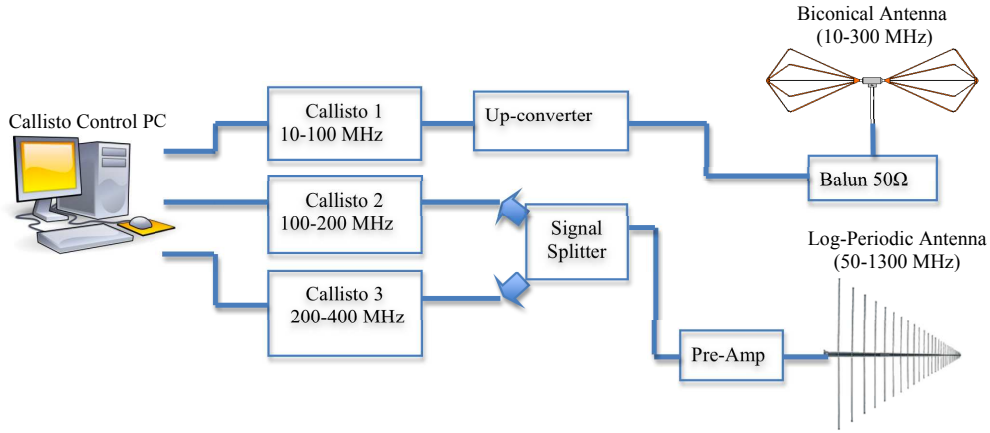 Biconical Antenna
(10-300 MHz)
Callisto Control PC
Callisto 1
10-100 MHz
Up-converter
Balun 50Ω
Callisto 2
100-200 MHz
Signal
Splitter
Log-Periodic Antenna
(50-1300 MHz)
Callisto 3
200-400 MHz
Pre-Amp